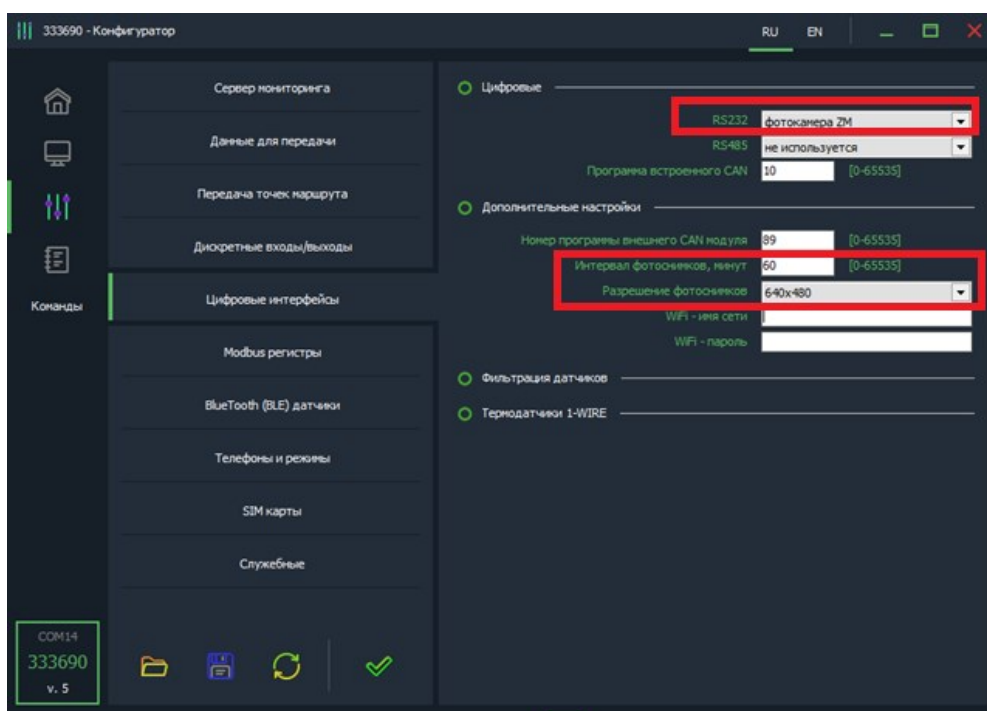 333690 - Конфигуратор
RU EN
Сервер мониторинга
Данные для передачи
Передача точек маршрута
Дискретные входы/выходы
Команды
Цифровые интерфейсы
Modbus регистры
BlueTooth (BLE) датчики
Телефоны и режимы
SIM карты
Служебные
COM14
333690
v. 5
Цифровые
RS232 фотокамера ZM
RS485 не используется
Программа встроенного CAN 10 [0-65535]
Дополнительные настройки
Номер программы внешнего CAN модуля 89 [0-65535]
Интервал фотоснимков, минут 60 [0-65535]
Разрешение фотоснимков 640x480
WiFi - имя сети
WiFi - пароль
Фильтрация датчиков
Термодатчики 1-WIRE